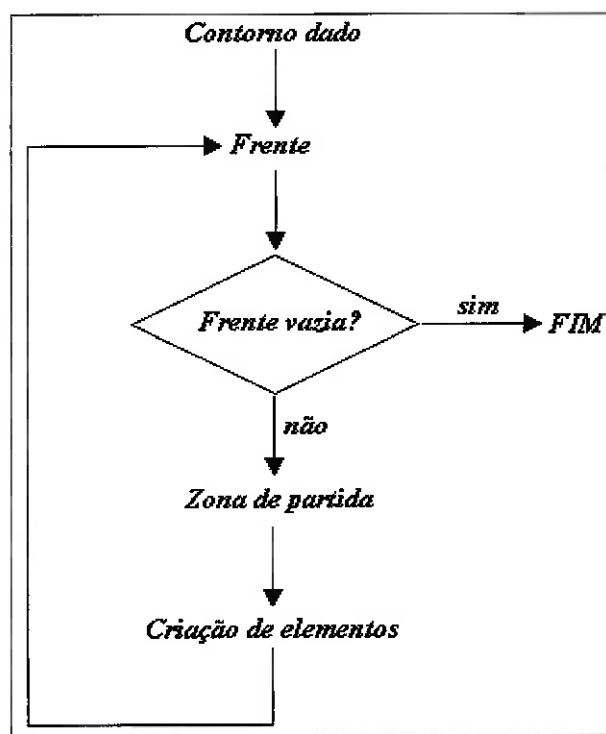 Contorno dado
Frente
Frente vazia?
sim
FIM
não
Zona de partida
Criação de elementos